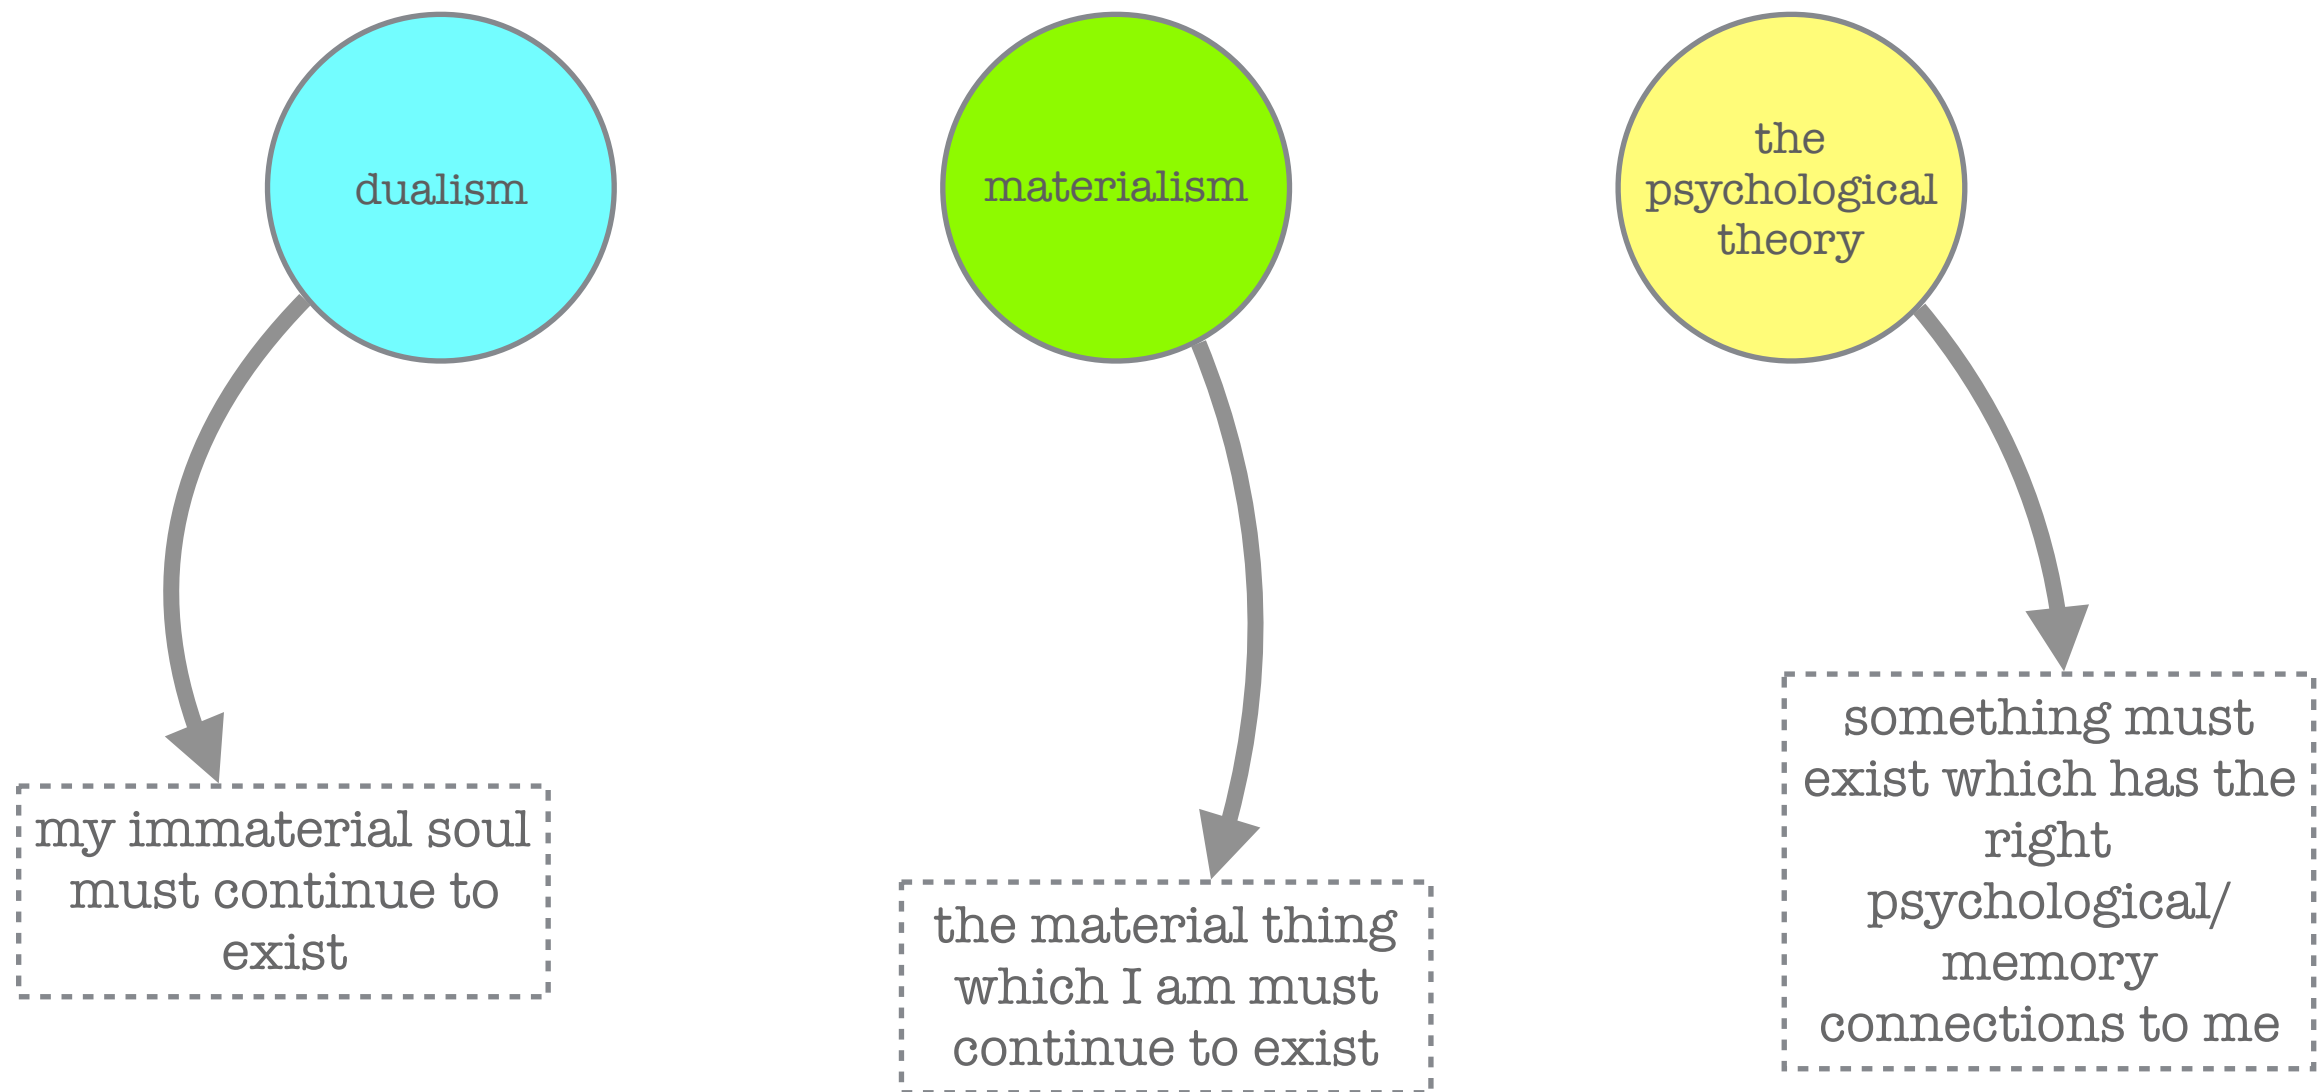 dualism
materialism
the
psychological
theory
my immaterial soul
must continue to
exist
the material thing
which I am must
continue to exist
something must
exist which has the
right
psychological/
memory
connections to me